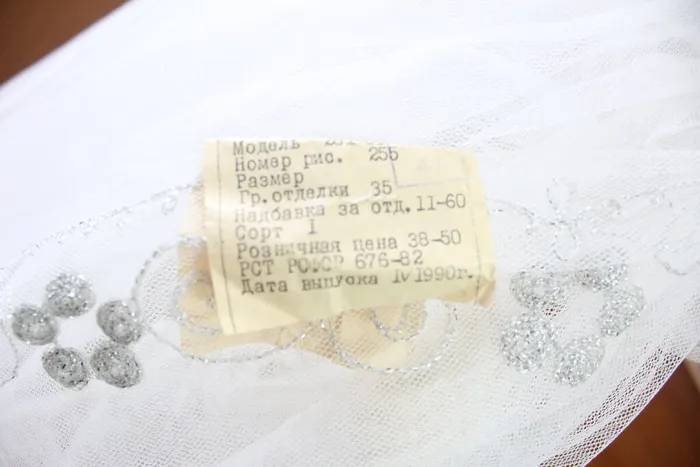 Модель
Номер рис. 255
Размер
Гр.отделки 35
Надбавка за отд.11-60
Сорт I
Розничная цена 38-50
РСТ РСФСР 676-82
Дата выпуска IV 1990г.